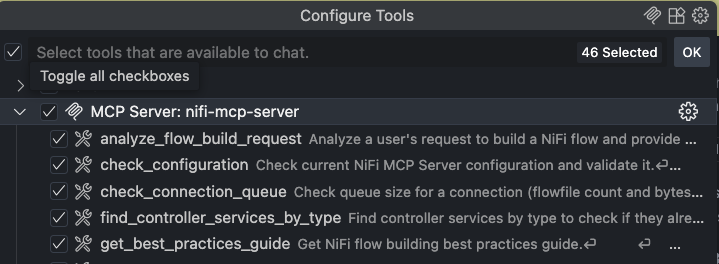 Configure Tools
Select tools that are available to chat.
46 Selected
OK
Toggle all checkboxes
MCP Server: nifi-mcp-server
analyze_flow_build_request Analyze a user's request to build a NiFi flow and provide ...
check_configuration Check current NiFi MCP Server configuration and validate it.↵...
check_connection_queue Check queue size for a connection (flowfile count and bytes...
find_controller_services_by_type Find controller services by type to check if they alre...
get_best_practices_guide Get NiFi flow building best practices guide.↵ ↵ ...